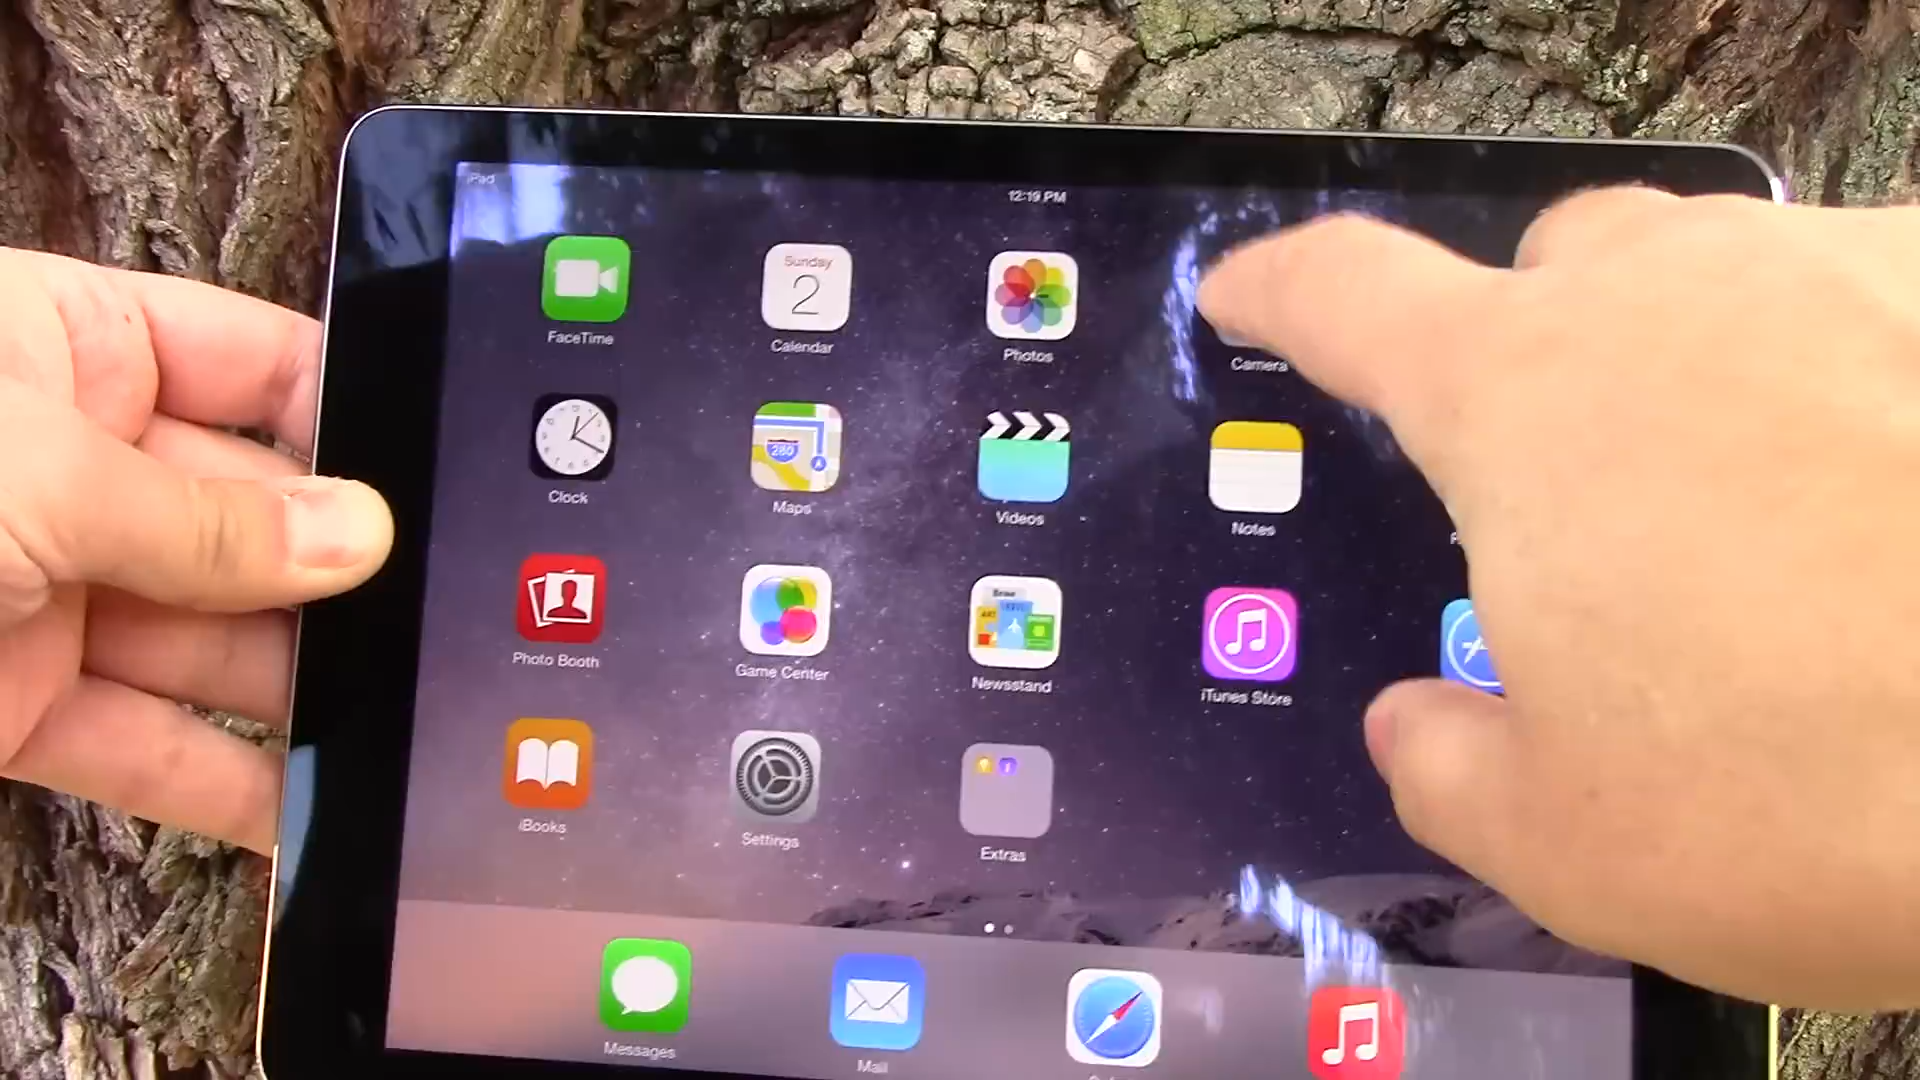 iPad
12:19 PM
Sunday
2
FaceTime
Calendar
Photos
Camera
280
Clock
Maps
Videos
Notes
Photo Booth
Game Center
Newsstand
iTunes Store
iBooks
Settings
Extras
Messages
Mail